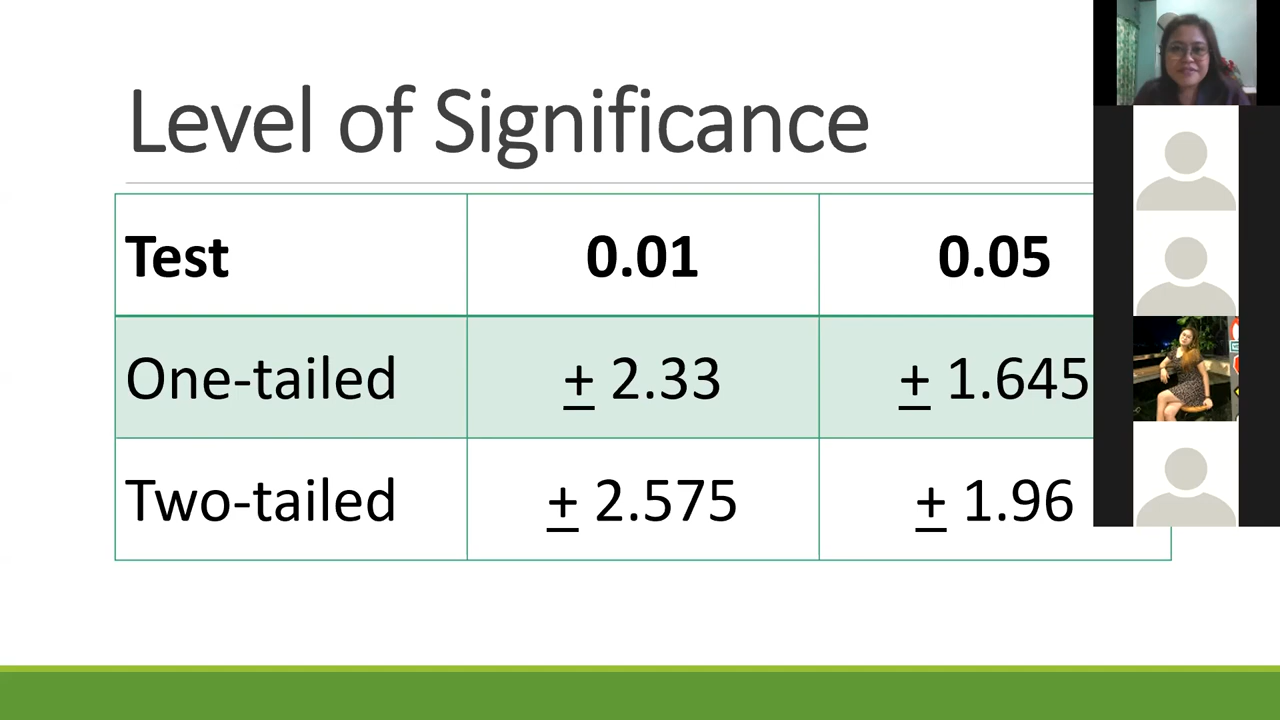 Level of Significance
Test 0.01 0.05
One-tailed + 2.33 + 1.645
Two-tailed + 2.575 + 1.96